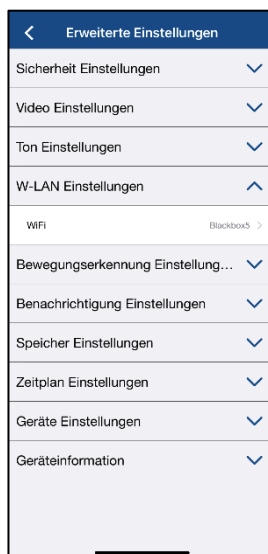 Erweiterte Einstellungen
Sicherheit Einstellungen
Video Einstellungen
Ton Einstellungen
W-LAN Einstellungen
WiFi Blackbox5
Bewegungserkennung Einstellung...
Benachrichtigung Einstellungen
Speicher Einstellungen
Zeitplan Einstellungen
Geräte Einstellungen
Geräteinformation